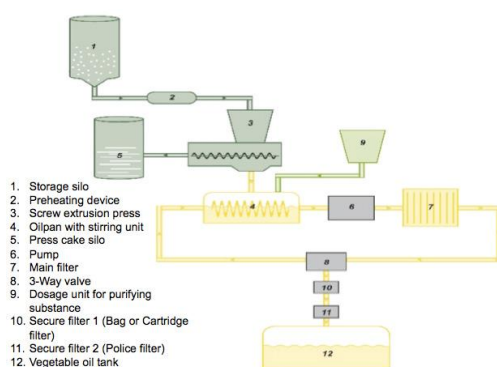 1
2
3
9
5
4
6
7
8
10
11
12
1. Storage silo
2. Preheating device
3. Screw extrusion press
4. Oilpan with stirring unit
5. Press cake silo
6. Pump
7. Main filter
8. 3-Way valve
9. Dosage unit for purifying
substance
10. Secure filter 1 (Bag or Cartridge
filter)
11. Secure filter 2 (Police filter)
12. Vegetable oil tank